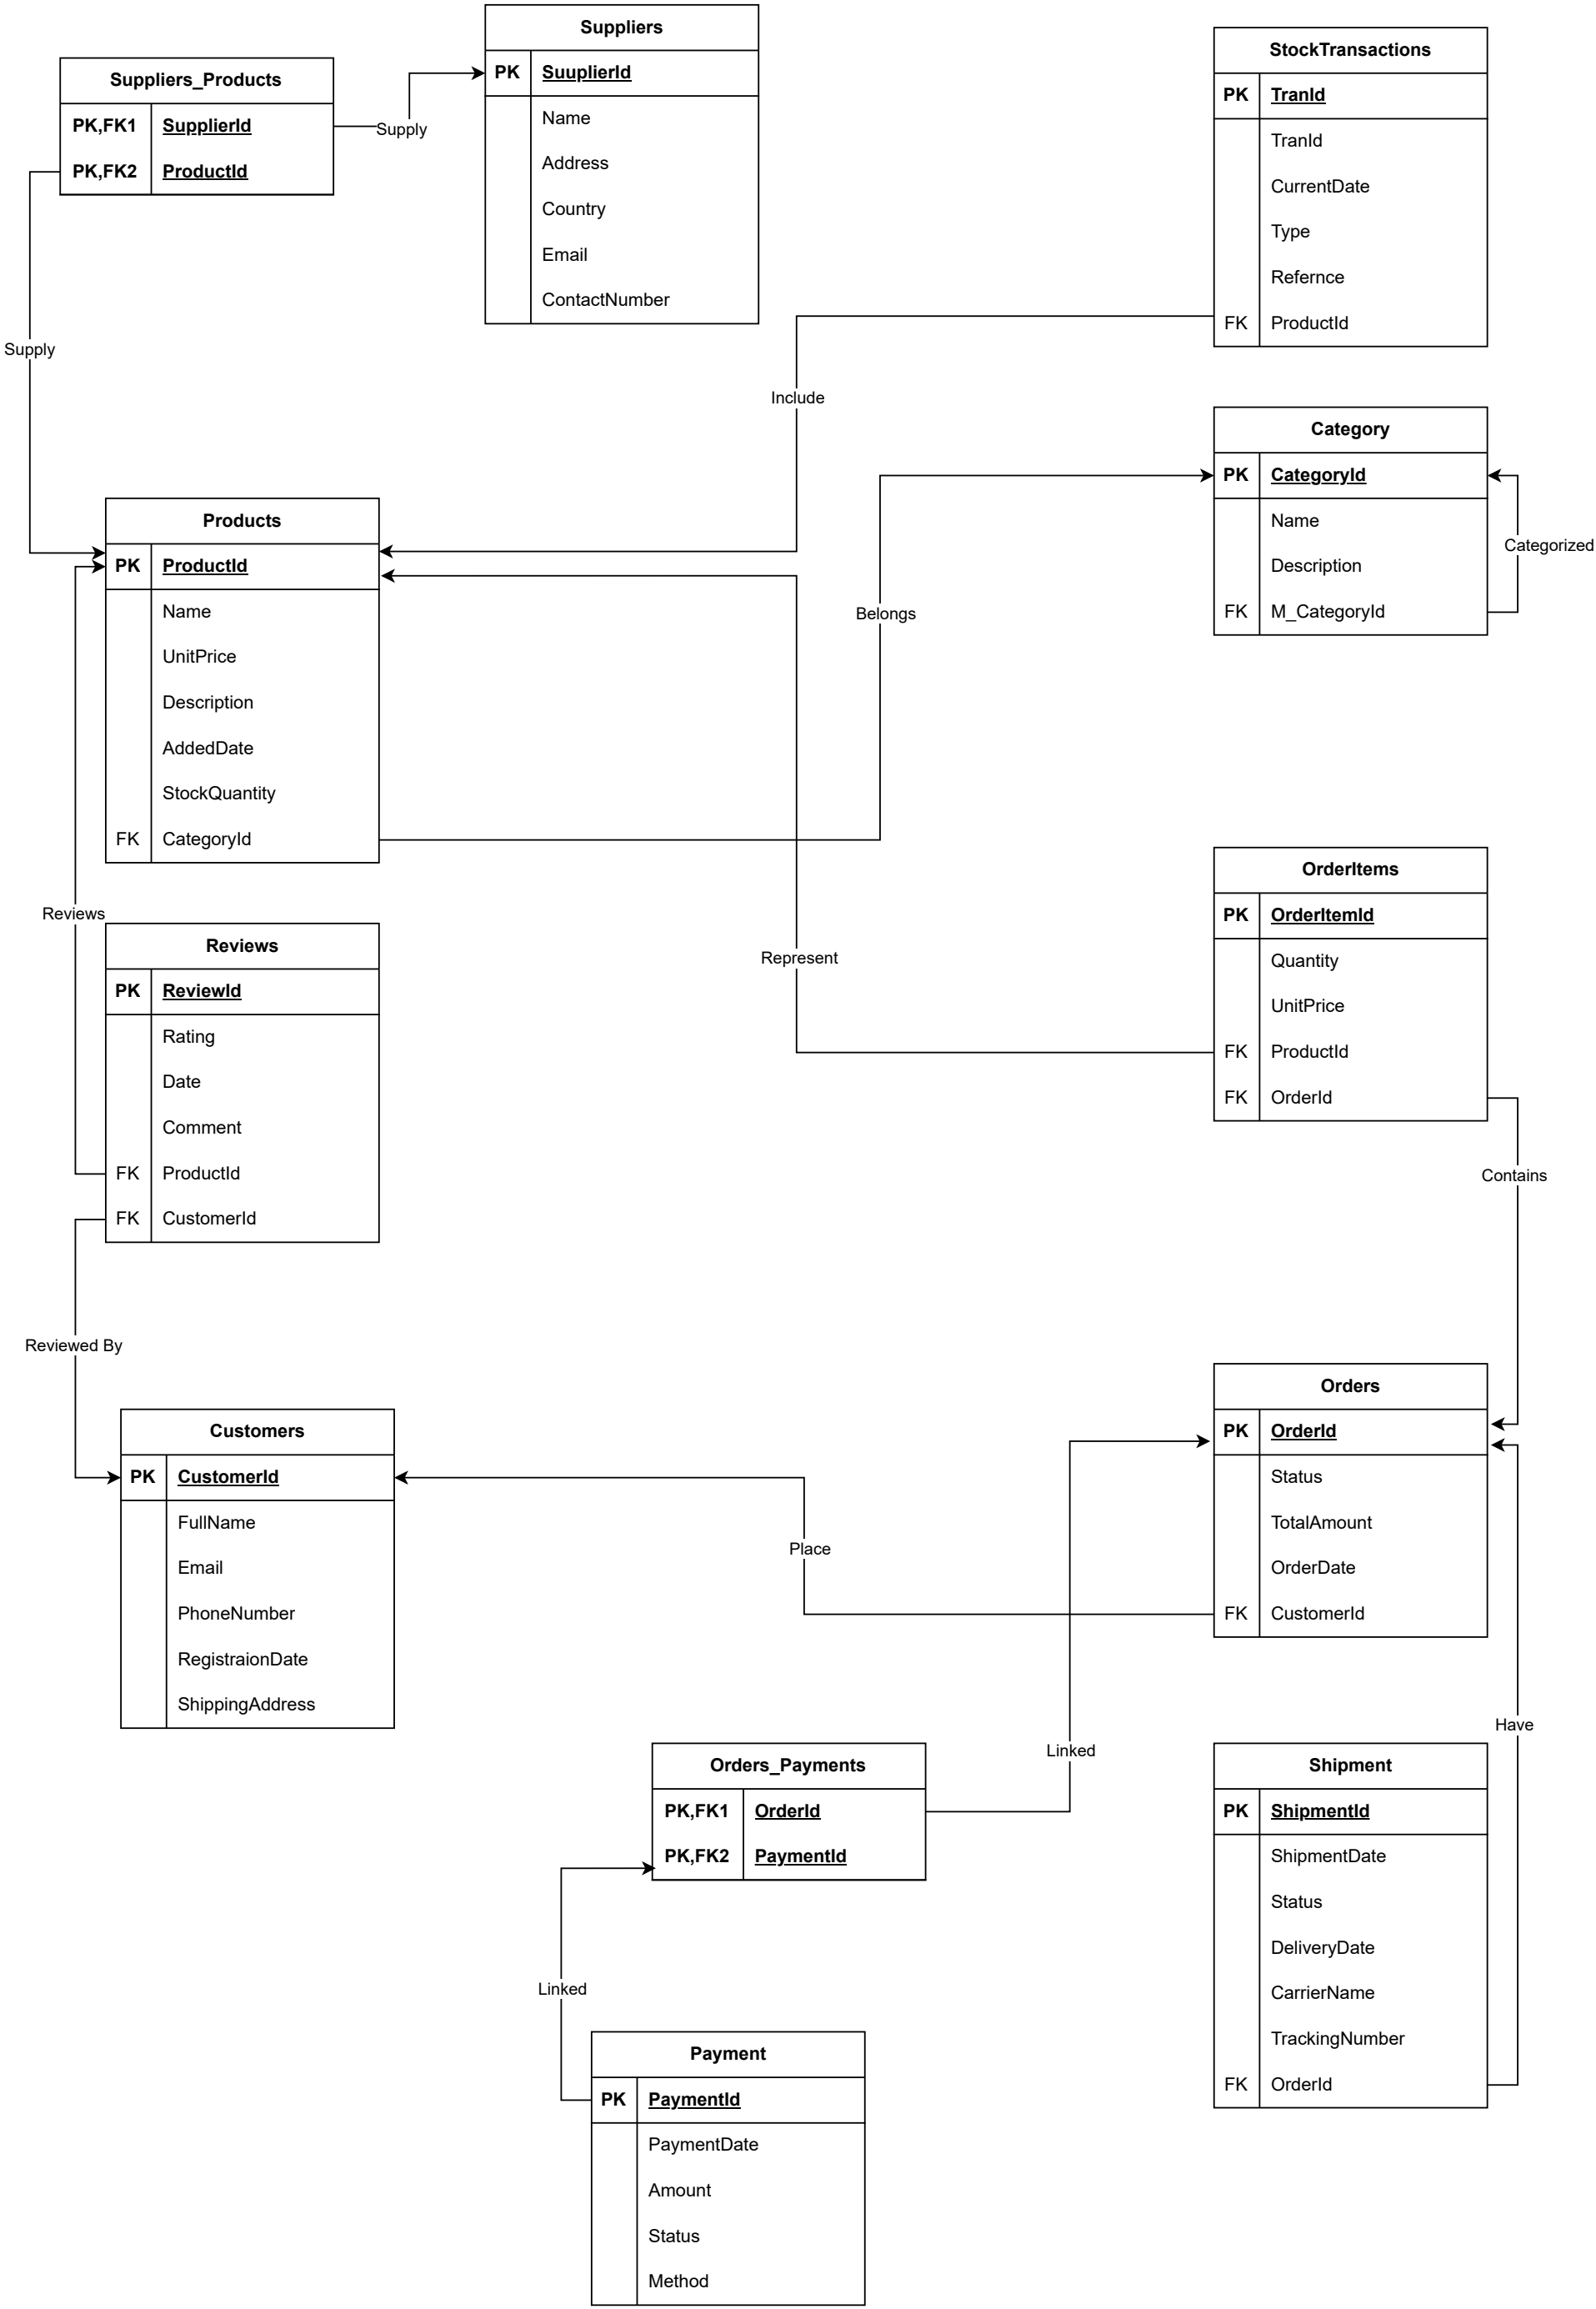 Suppliers
PK SuuplierId
Name
Address
Country
Email
ContactNumber
Suppliers_Products
PK,FK1 SupplierId
PK,FK2 ProductId
Supply
Supply
StockTransactions
PK TranId
TranId
CurrentDate
Type
Refernce
FK ProductId
Include
Category
PK CategoryId
Name
Description
FK M_CategoryId
Categorized
Belongs
Products
PK ProductId
Name
UnitPrice
Description
AddedDate
StockQuantity
FK CategoryId
Reviews
Reviews
PK ReviewId
Rating
Date
Comment
FK ProductId
FK CustomerId
Represent
OrderItems
PK OrderItemId
Quantity
UnitPrice
FK ProductId
FK OrderId
Contains
Reviewed By
Customers
PK CustomerId
FullName
Email
PhoneNumber
RegistraionDate
ShippingAddress
Place
Orders
PK OrderId
Status
TotalAmount
OrderDate
FK CustomerId
Have
Linked
Orders_Payments
PK,FK1 OrderId
PK,FK2 PaymentId
Linked
Shipment
PK ShipmentId
ShipmentDate
Status
DeliveryDate
CarrierName
TrackingNumber
FK OrderId
Payment
PK PaymentId
PaymentDate
Amount
Status
Method